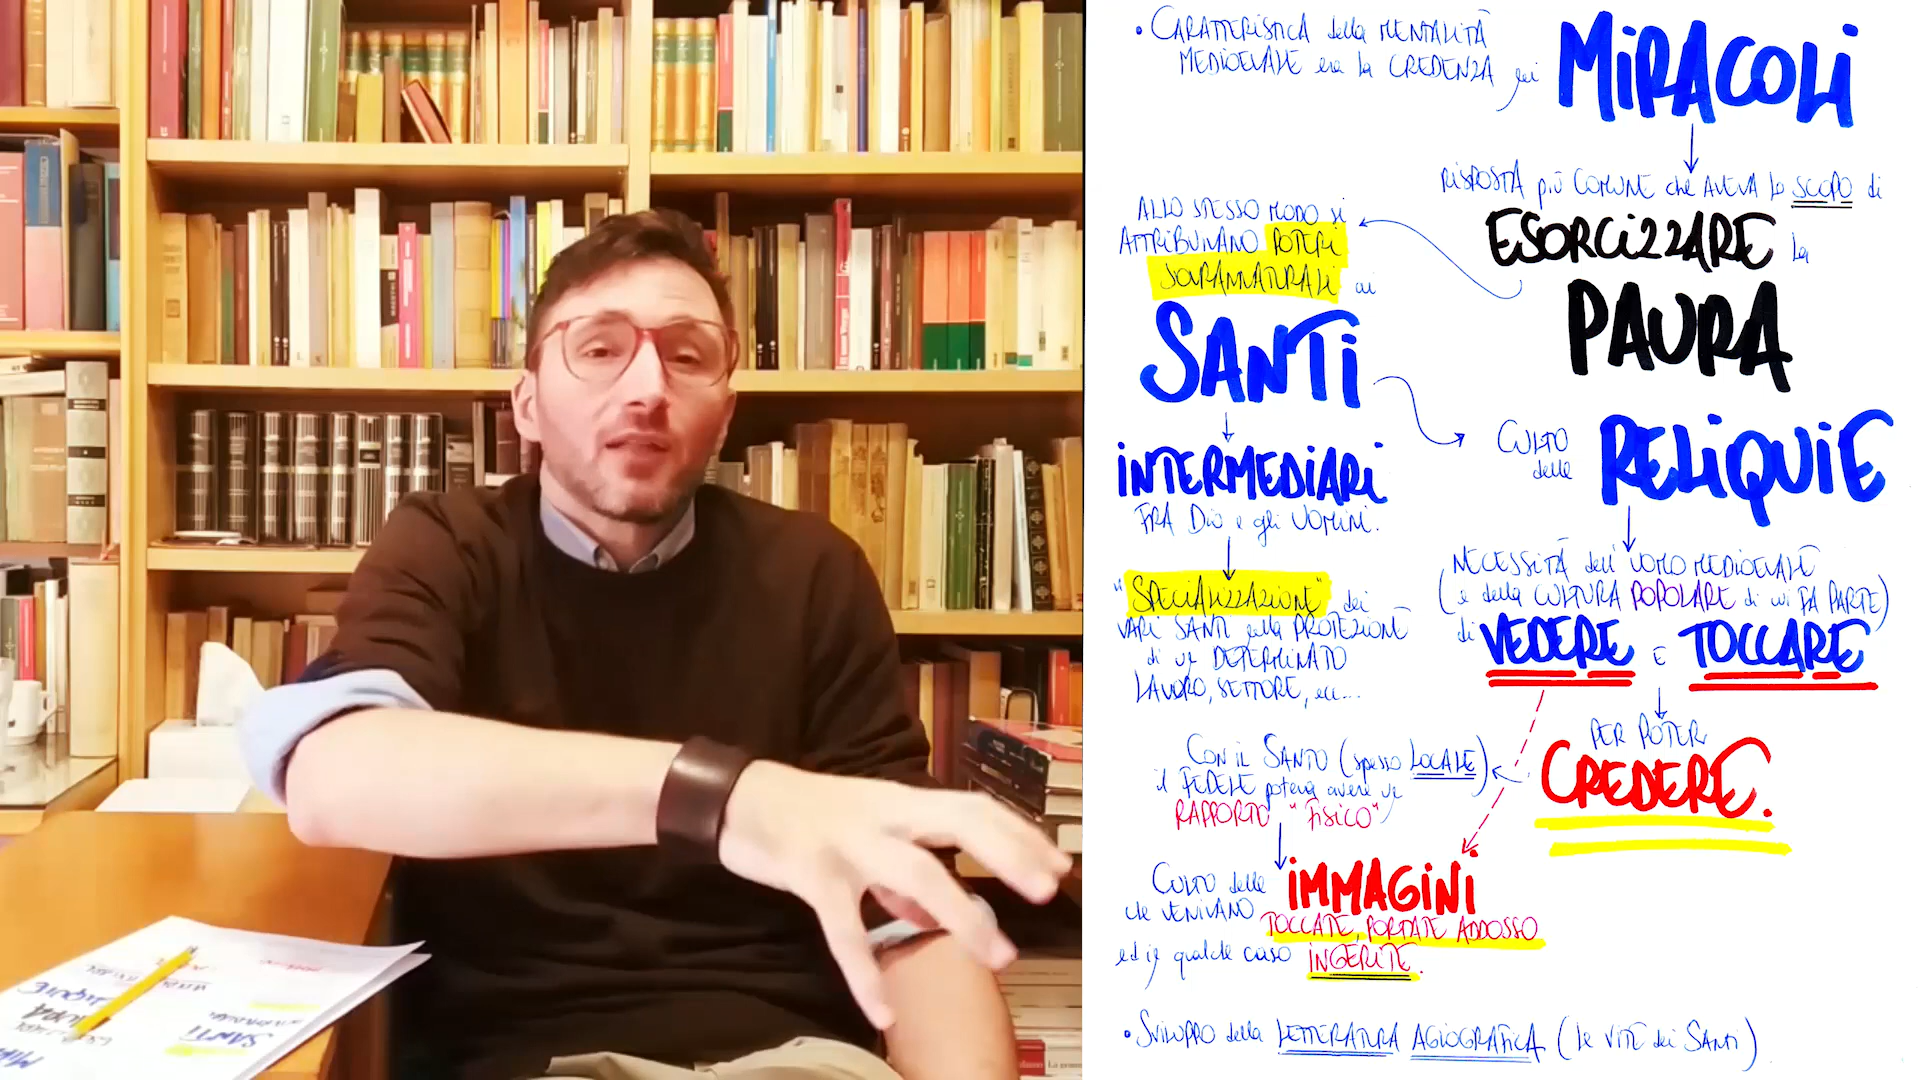 • CARATTERISTICA della MENTALITÀ
MEDIOEVALE era la CREDENZA nei MIRACOLI
RISPOSTA più COMUNE che AVEVA lo SCOPO di
ESORCIZZARE la
PAURA
ALLO STESSO MODO si
ATTRIBUIVANO POTERI
SOVRANNATURALI ai
SANTI
INTERMEDIARI
FRA Dio e gli UOMINI.
"SPECIALIZZAZIONE" dei
VARI SANTI nella PROTEZIONE
di un DETERMINATO
LAVORO, SETTORE, ecc...
CULTO
delle RELIQUIE
NECESSITÀ dell'UOMO MEDIOEVALE
(e della CULTURA POPOLARE di cui FA PARTE)
di VEDERE E TOCCARE
PER POTER
CREDERE.
CON IL SANTO (spesso LOCALE)
il FEDELE poteva avere un
RAPPORTO "FISICO"
CULTO delle IMMAGINI
che VENIVANO TOCCATE, PORTATE ADDOSSO
ed in qualche caso INGERITE.
• SVILUPPO della LETTERATURA AGIOGRAFICA (le VITE dei SANTI)
SANTI